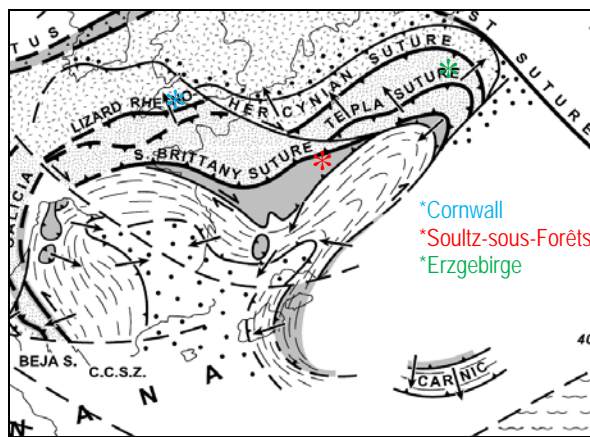 TUS
ST SUTURE
LIZARD RHENO HERCYNIAN SUTURE
TEPLA SUTURE
S. BRITTANY SUTURE
GALICIA
*Cornwall
*Soultz-sous-Forêts
*Erzgebirge
BEJA S.
C.C.S.Z.
CARNIC
40
N A N A